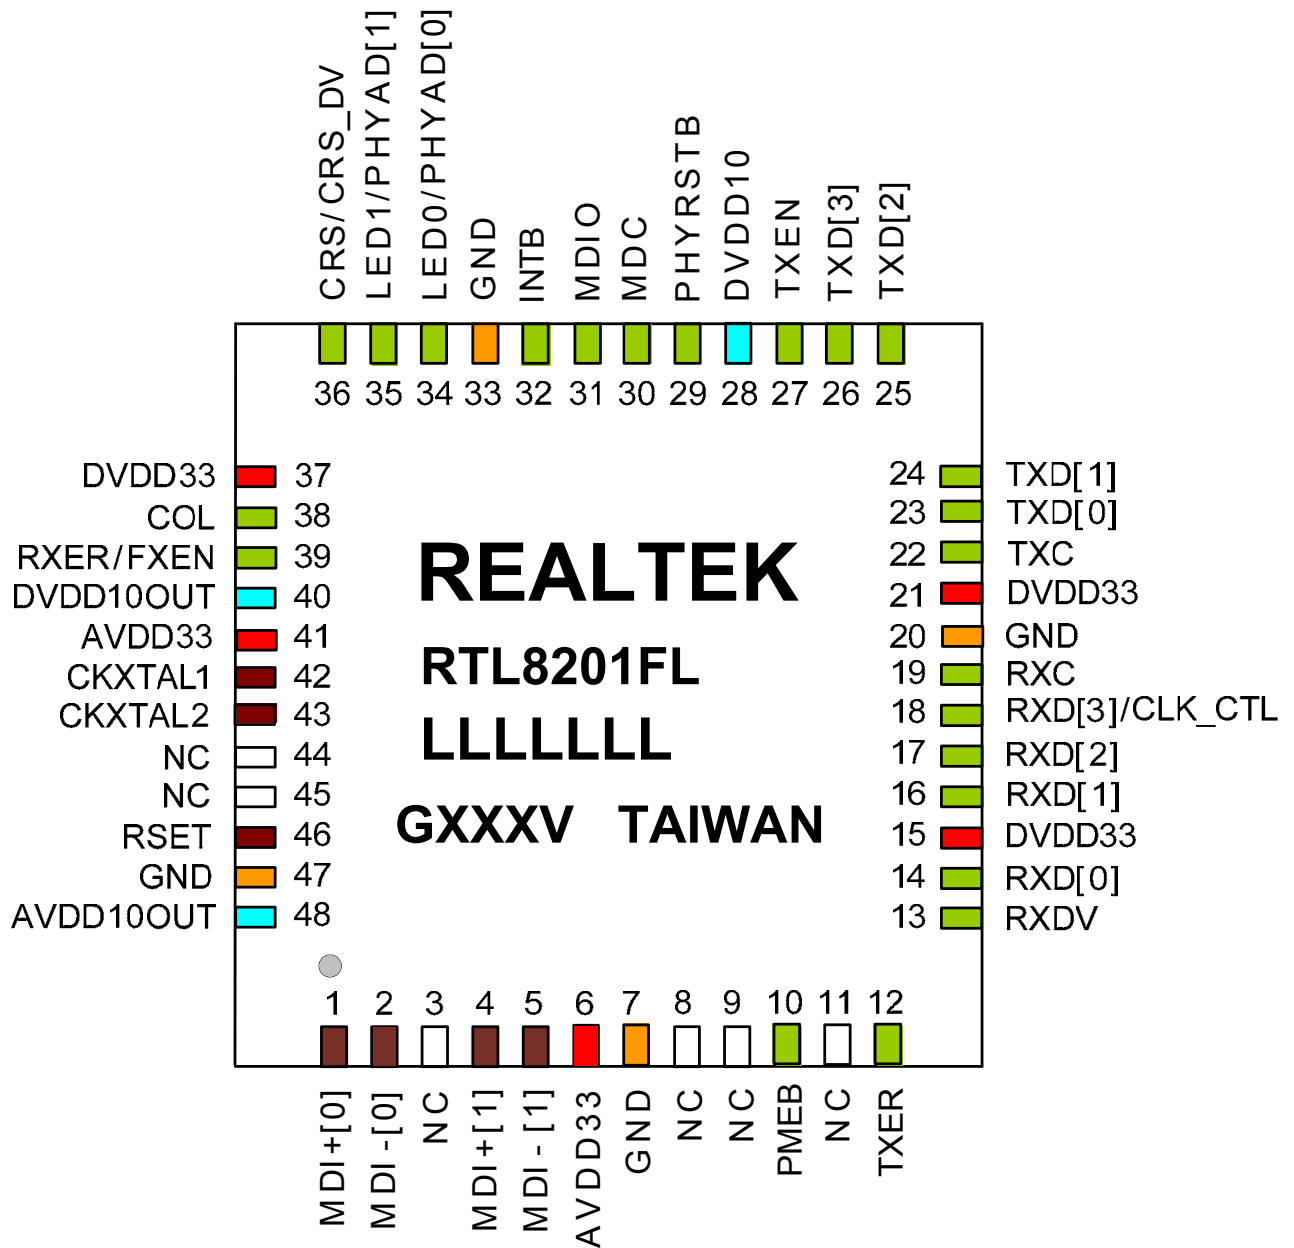 CRS/CRS_DV
LED1/PHYAD[1]
LED0/PHYAD[0]
GND
INTB
MDIO
MDC
PHYRSTB
DVDD10
TXEN
TXD[3]
TXD[2]
36 35 34 33 32 31 30 29 28 27 26 25
DVDD33 37
COL 38
RXER/FXEN 39
DVDD10OUT 40
AVDD33 41
CKXTAL1 42
CKXTAL2 43
NC 44
NC 45
RSET 46
GND 47
AVDD10OUT 48
REALTEK
RTL8201FL
LLLLLLL
GXXXV TAIWAN
24 TXD[1]
23 TXD[0]
22 TXC
21 DVDD33
20 GND
19 RXC
18 RXD[3]/CLK_CTL
17 RXD[2]
16 RXD[1]
15 DVDD33
14 RXD[0]
13 RXDV
1 2 3 4 5 6 7 8 9 10 11 12
MDI+[0]
MDI-[0]
NC
MDI+[1]
MDI-[1]
AVDD33
GND
NC
NC
PMEB
NC
TXER